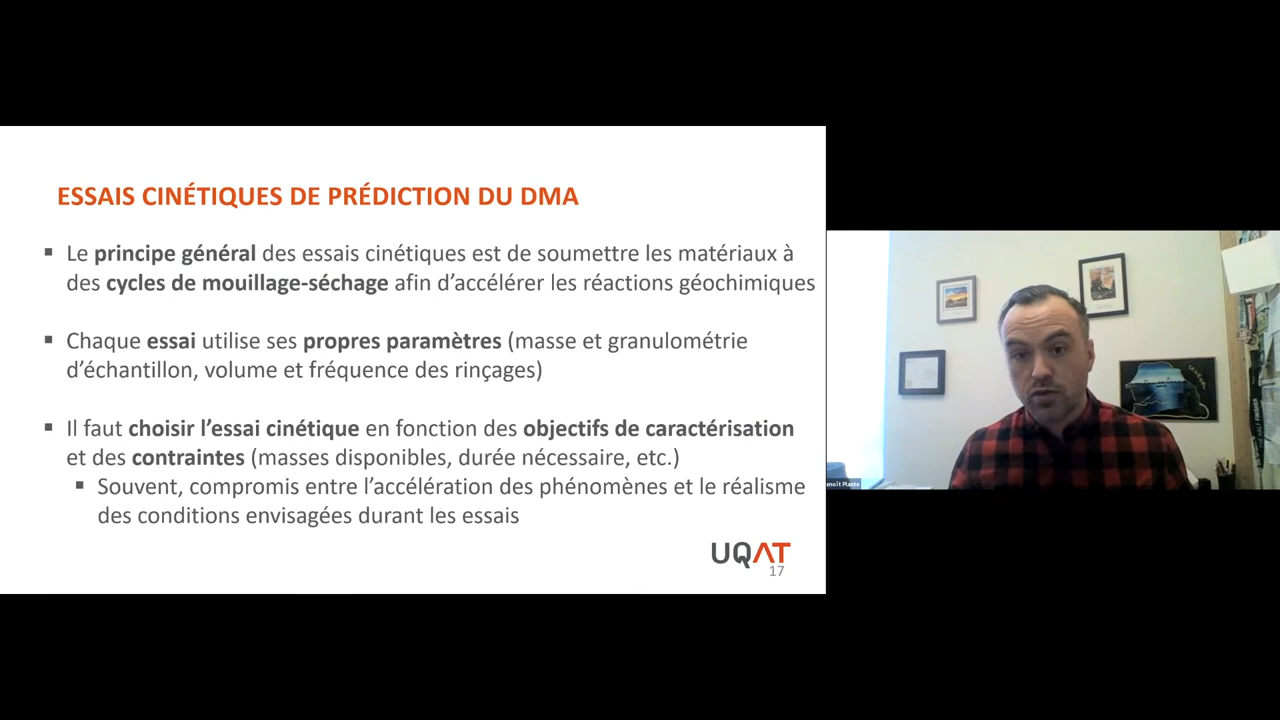 ESSAIS CINÉTIQUES DE PRÉDICTION DU DMA
▪ Le principe général des essais cinétiques est de soumettre les matériaux à
des cycles de mouillage-séchage afin d’accélérer les réactions géochimiques
▪ Chaque essai utilise ses propres paramètres (masse et granulométrie
d’échantillon, volume et fréquence des rinçages)
▪ Il faut choisir l’essai cinétique en fonction des objectifs de caractérisation
et des contraintes (masses disponibles, durée nécessaire, etc.)
▪ Souvent, compromis entre l’accélération des phénomènes et le réalisme
des conditions envisagées durant les essais
UQAT
17
enoît Plante